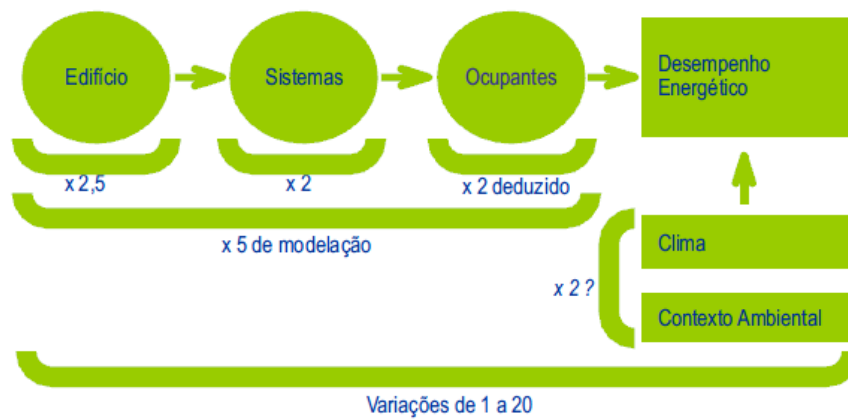 Edifício
Sistemas
Ocupantes
Desempenho
Energético
x 2,5
x 2
x 2 deduzido
x 5 de modelação
Clima
x 2 ?
Contexto Ambiental
Variações de 1 a 20